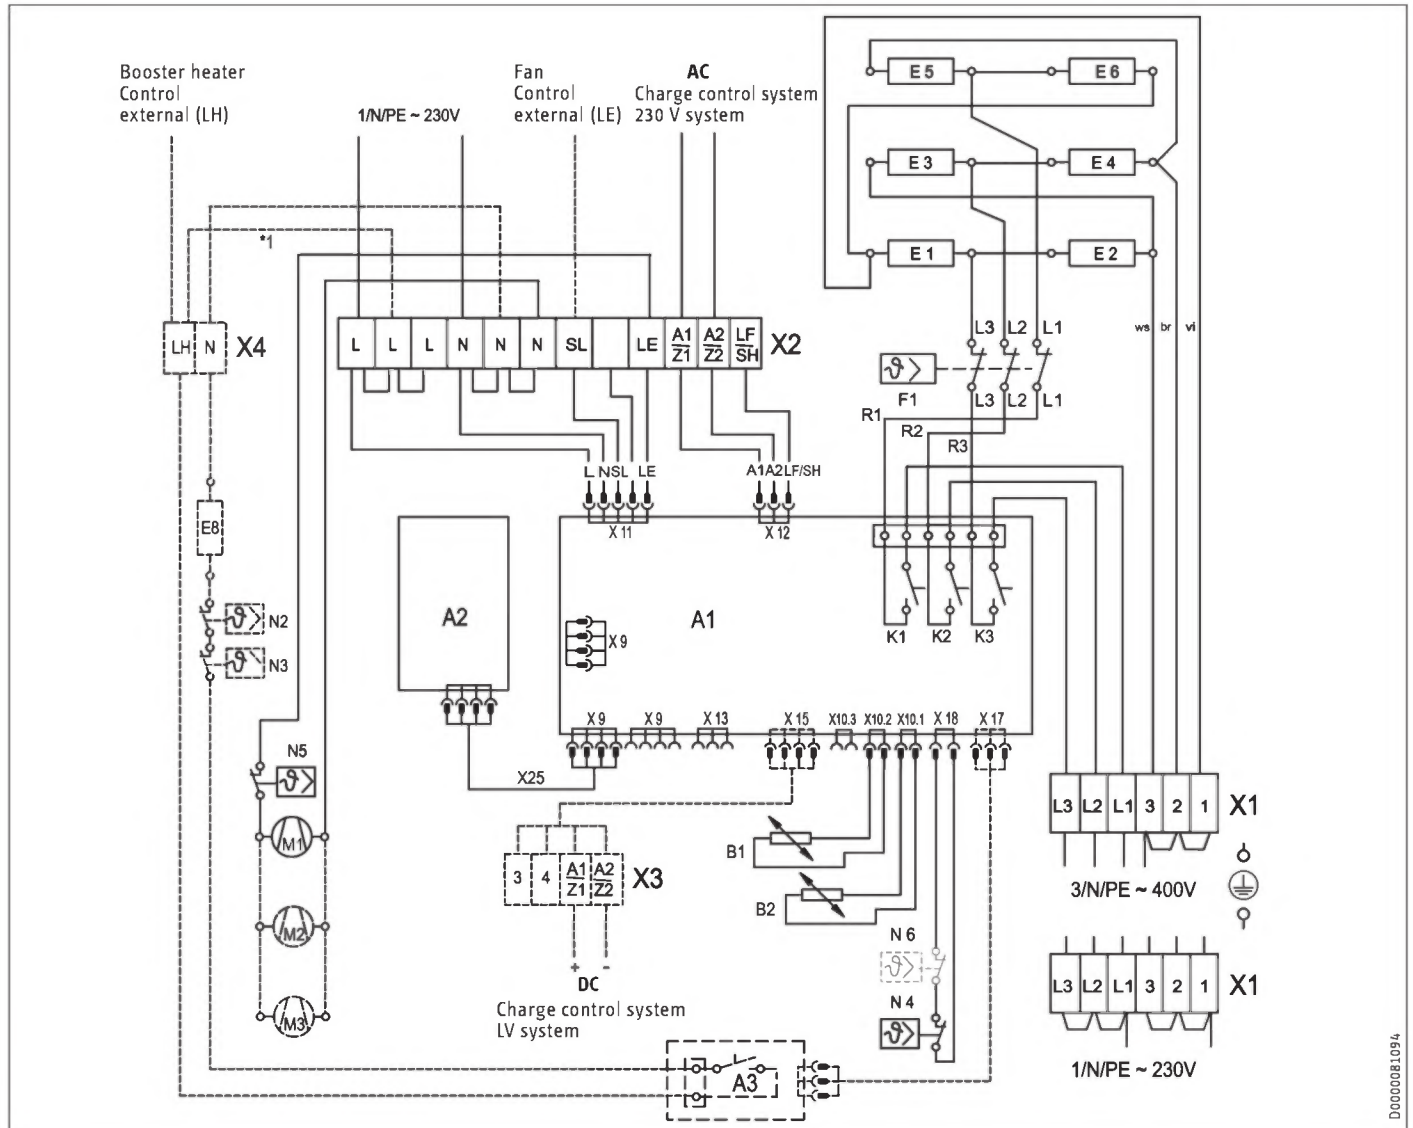 Booster heater
Control
external (LH)
1/N/PE ~ 230V
Fan
Control
external (LE)
AC
Charge control system
230 V system
E 5
E 6
E 3
E 4
E 1
E 2
*1
LH
N
X4
L
L
L
N
N
N
SL
LE
A1
Z1
A2
Z2
LF
SH
X2
L3
L2
L1
ws
br
vi
F1
L3
L2
L1
R1
R2
R3
L
N
SL
LE
A1
A2
LF/SH
X 11
X 12
E8
A2
A1
X 9
K1
K2
K3
N2
N3
X 9
X 9
X 13
X 15
X10.3
X10.2
X10.1
X 18
X 17
N5
X25
M1
M2
M3
3
4
A1
Z1
A2
Z2
X3
+
-
DC
Charge control system
LV system
B1
B2
N 6
N 4
A3
L3
L2
L1
3
2
1
X1
3/N/PE ~ 400V
L3
L2
L1
3
2
1
X1
1/N/PE ~ 230V
D0000081094